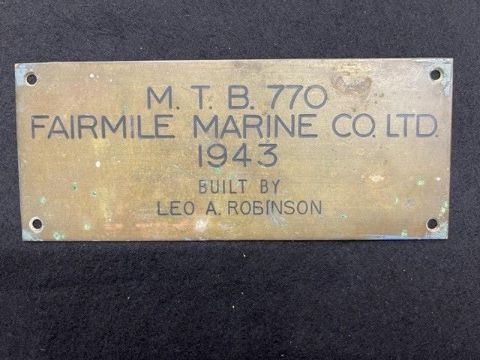 M. T. B. 770
FAIRMILE MARINE CO. LTD.
1943
BUILT BY
LEO A. ROBINSON